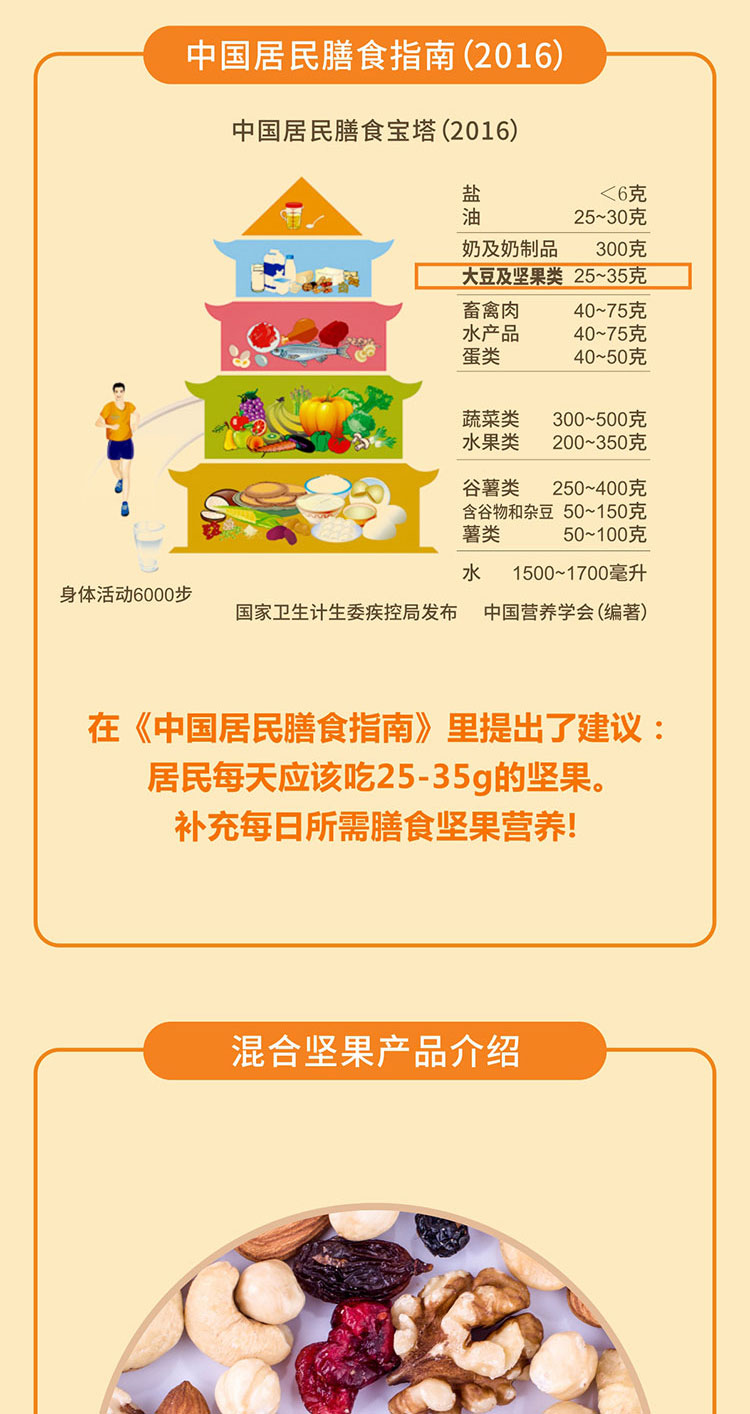 中国居民膳食指南(2016)
中国居民膳食宝塔(2016)
盐 <6克
油 25~30克
奶及奶制品 300克
大豆及坚果类 25~35克
畜禽肉 40~75克
水产品 40~75克
蛋类 40~50克
蔬菜类 300~500克
水果类 200~350克
谷薯类 250~400克
含谷物和杂豆 50~150克
薯类 50~100克
水 1500~1700毫升
身体活动6000步
国家卫生计生委疾控局发布 中国营养学会(编著)
在《中国居民膳食指南》里提出了建议：
居民每天应该吃25-35g的坚果。
补充每日所需膳食坚果营养!
混合坚果产品介绍